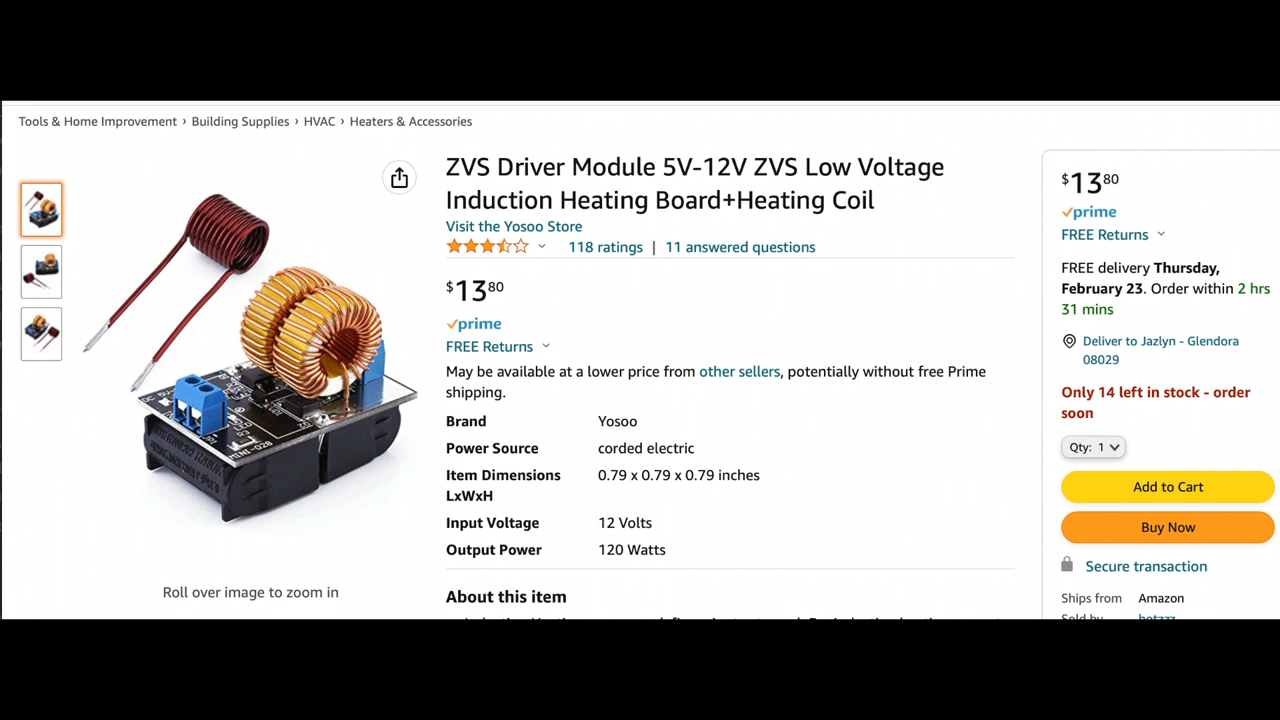 Tools & Home Improvement › Building Supplies › HVAC › Heaters & Accessories
ZVS Driver Module 5V-12V ZVS Low Voltage
Induction Heating Board+Heating Coil
Visit the Yosoo Store
118 ratings | 11 answered questions
$13 80
prime
FREE Returns
May be available at a lower price from other sellers, potentially without free Prime
shipping.
Brand Yosoo
Power Source corded electric
Item Dimensions 0.79 x 0.79 x 0.79 inches
LxWxH
Input Voltage 12 Volts
Output Power 120 Watts
About this item
MINI-028
Roll over image to zoom in
$13 80
prime
FREE Returns
FREE delivery Thursday,
February 23. Order within 2 hrs
31 mins
Deliver to Jazlyn - Glendora
08029
Only 14 left in stock - order
soon
Qty: 1
Add to Cart
Buy Now
Secure transaction
Ships from Amazon
Sold by